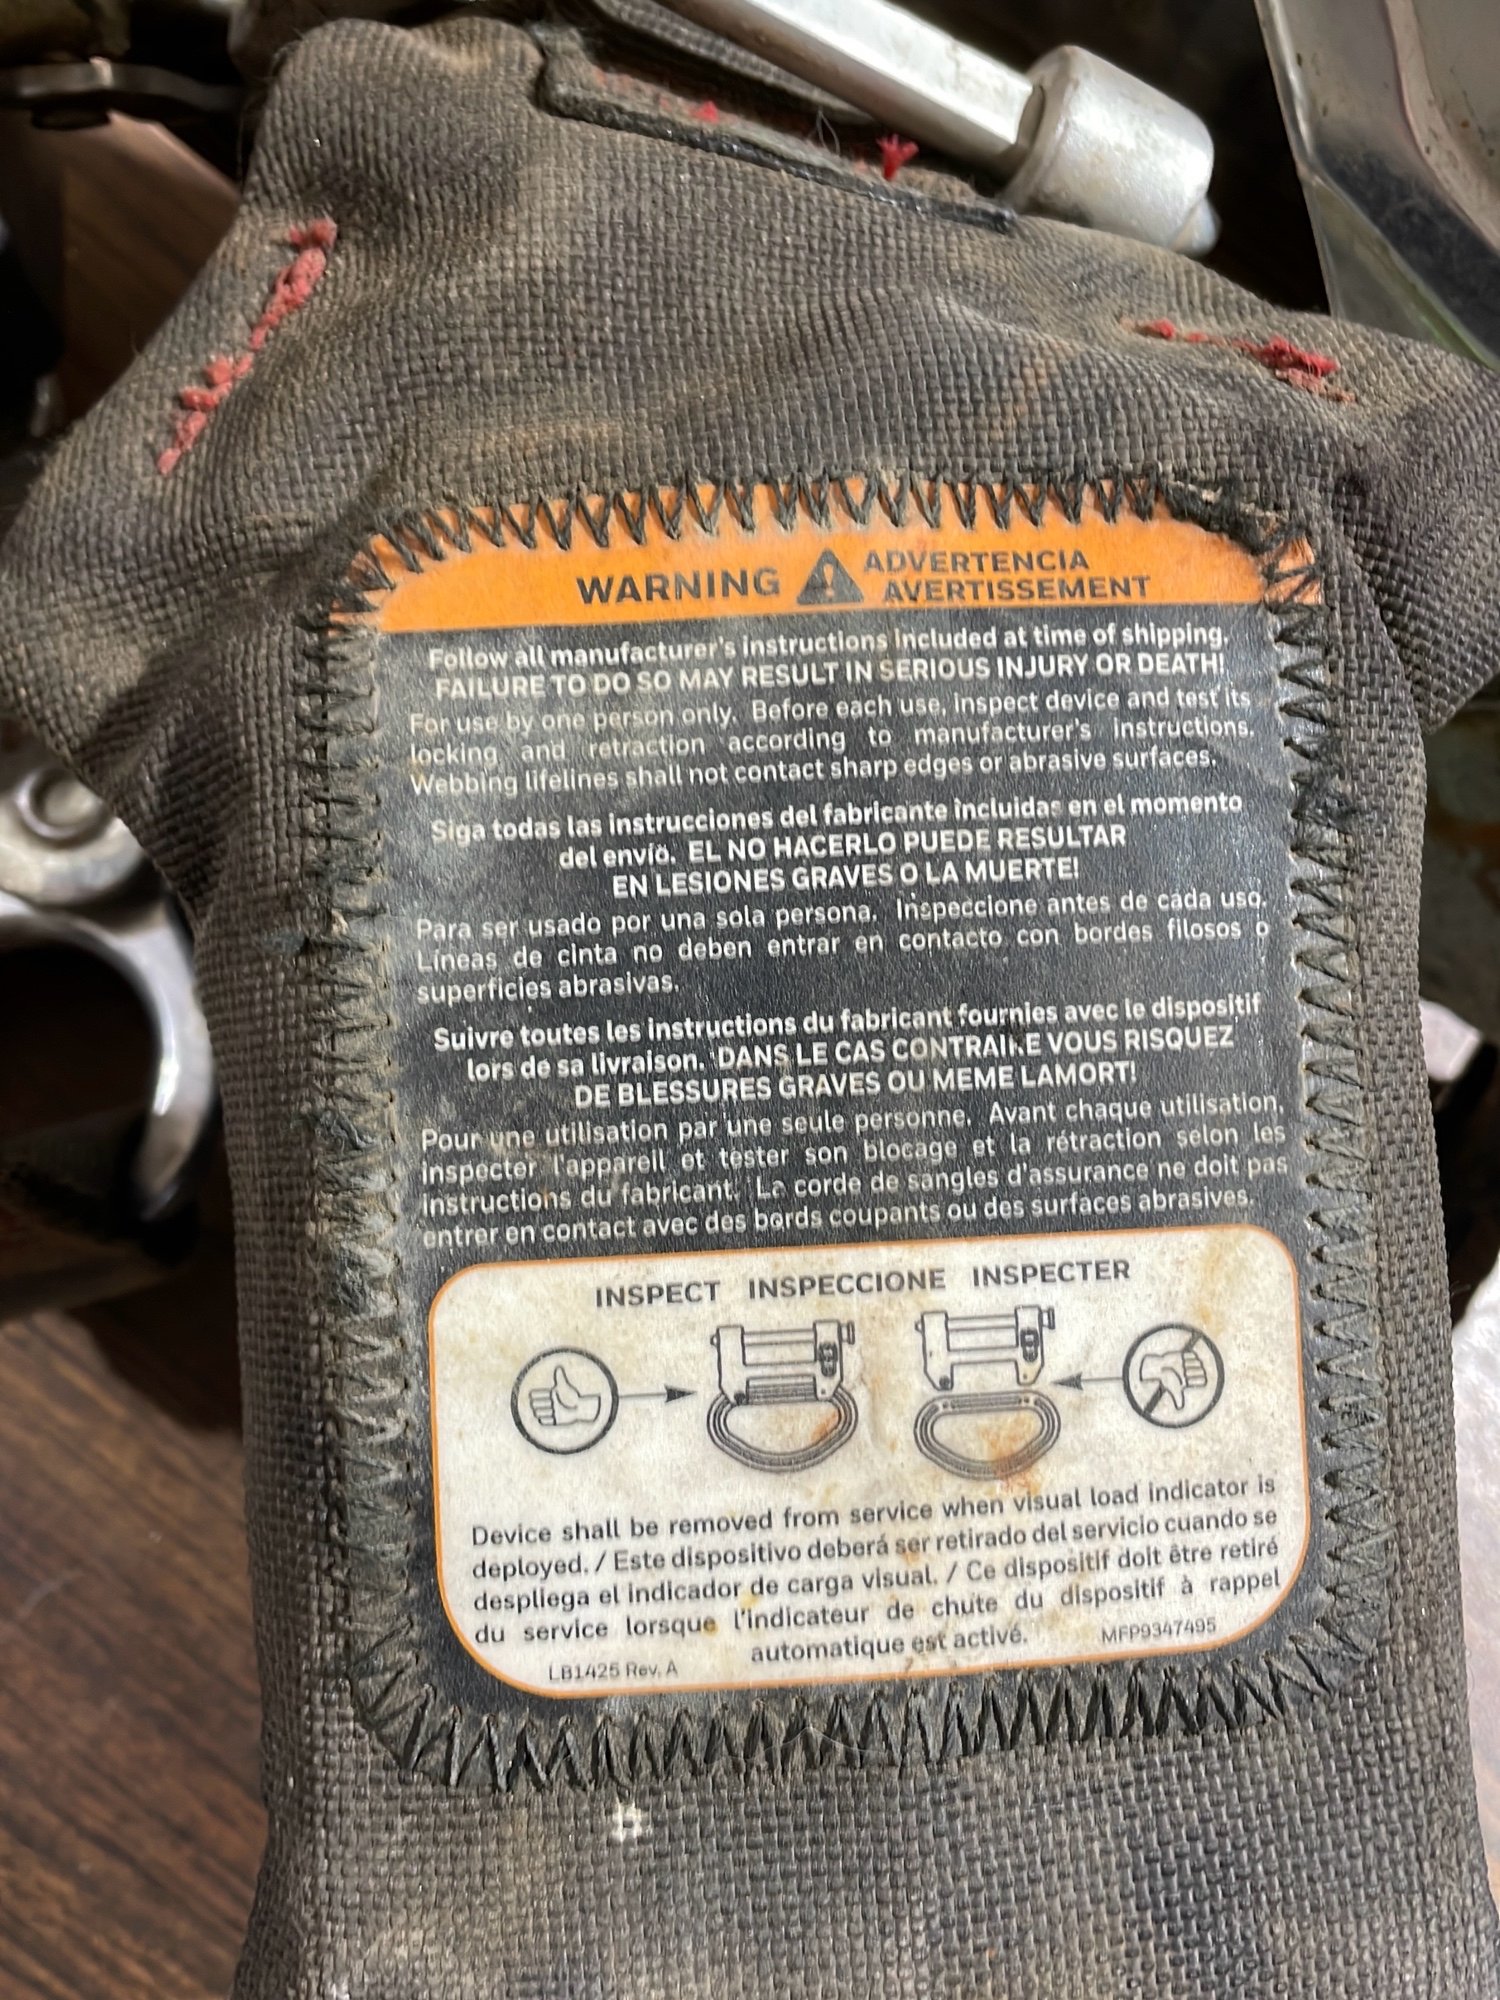 WARNING
ADVERTENCIA
AVERTISSEMENT
Follow all manufacturer's instructions included at time of shipping.
FAILURE TO DO SO MAY RESULT IN SERIOUS INJURY OR DEATH!
For use by one person only. Before each use, inspect device and test its
locking and retraction according to manufacturer's instructions.
Webbing lifelines shall not contact sharp edges or abrasive surfaces.
Siga todas las instrucciones del fabricante incluidas en el momento
del envío. EL NO HACERLO PUEDE RESULTAR
EN LESIONES GRAVES O LA MUERTE!
Para ser usado por una sola persona. Inspeccione antes de cada uso.
Líneas de cinta no deben entrar en contacto con bordes filosos o
superficies abrasivas.
Suivre toutes les instructions du fabricant fournies avec le dispositif
lors de sa livraison. DANS LE CAS CONTRAIRE VOUS RISQUEZ
DE BLESSURES GRAVES OU MEME LAMORT!
Pour une utilisation par une seule personne. Avant chaque utilisation,
inspecter l'appareil et tester son blocage et la rétraction selon les
instructions du fabricant. La corde de sangles d'assurance ne doit pas
entrer en contact avec des bords coupants ou des surfaces abrasives.
INSPECT INSPECCIONE INSPECTER
Device shall be removed from service when visual load indicator is
deployed. / Este dispositivo deberá ser retirado del servicio cuando se
despliega el indicador de carga visual. / Ce dispositif doit être retiré
du service lorsque l'indicateur de chute du dispositif à rappel
automatique est activé.
LB1425 Rev. A
MFP9347495